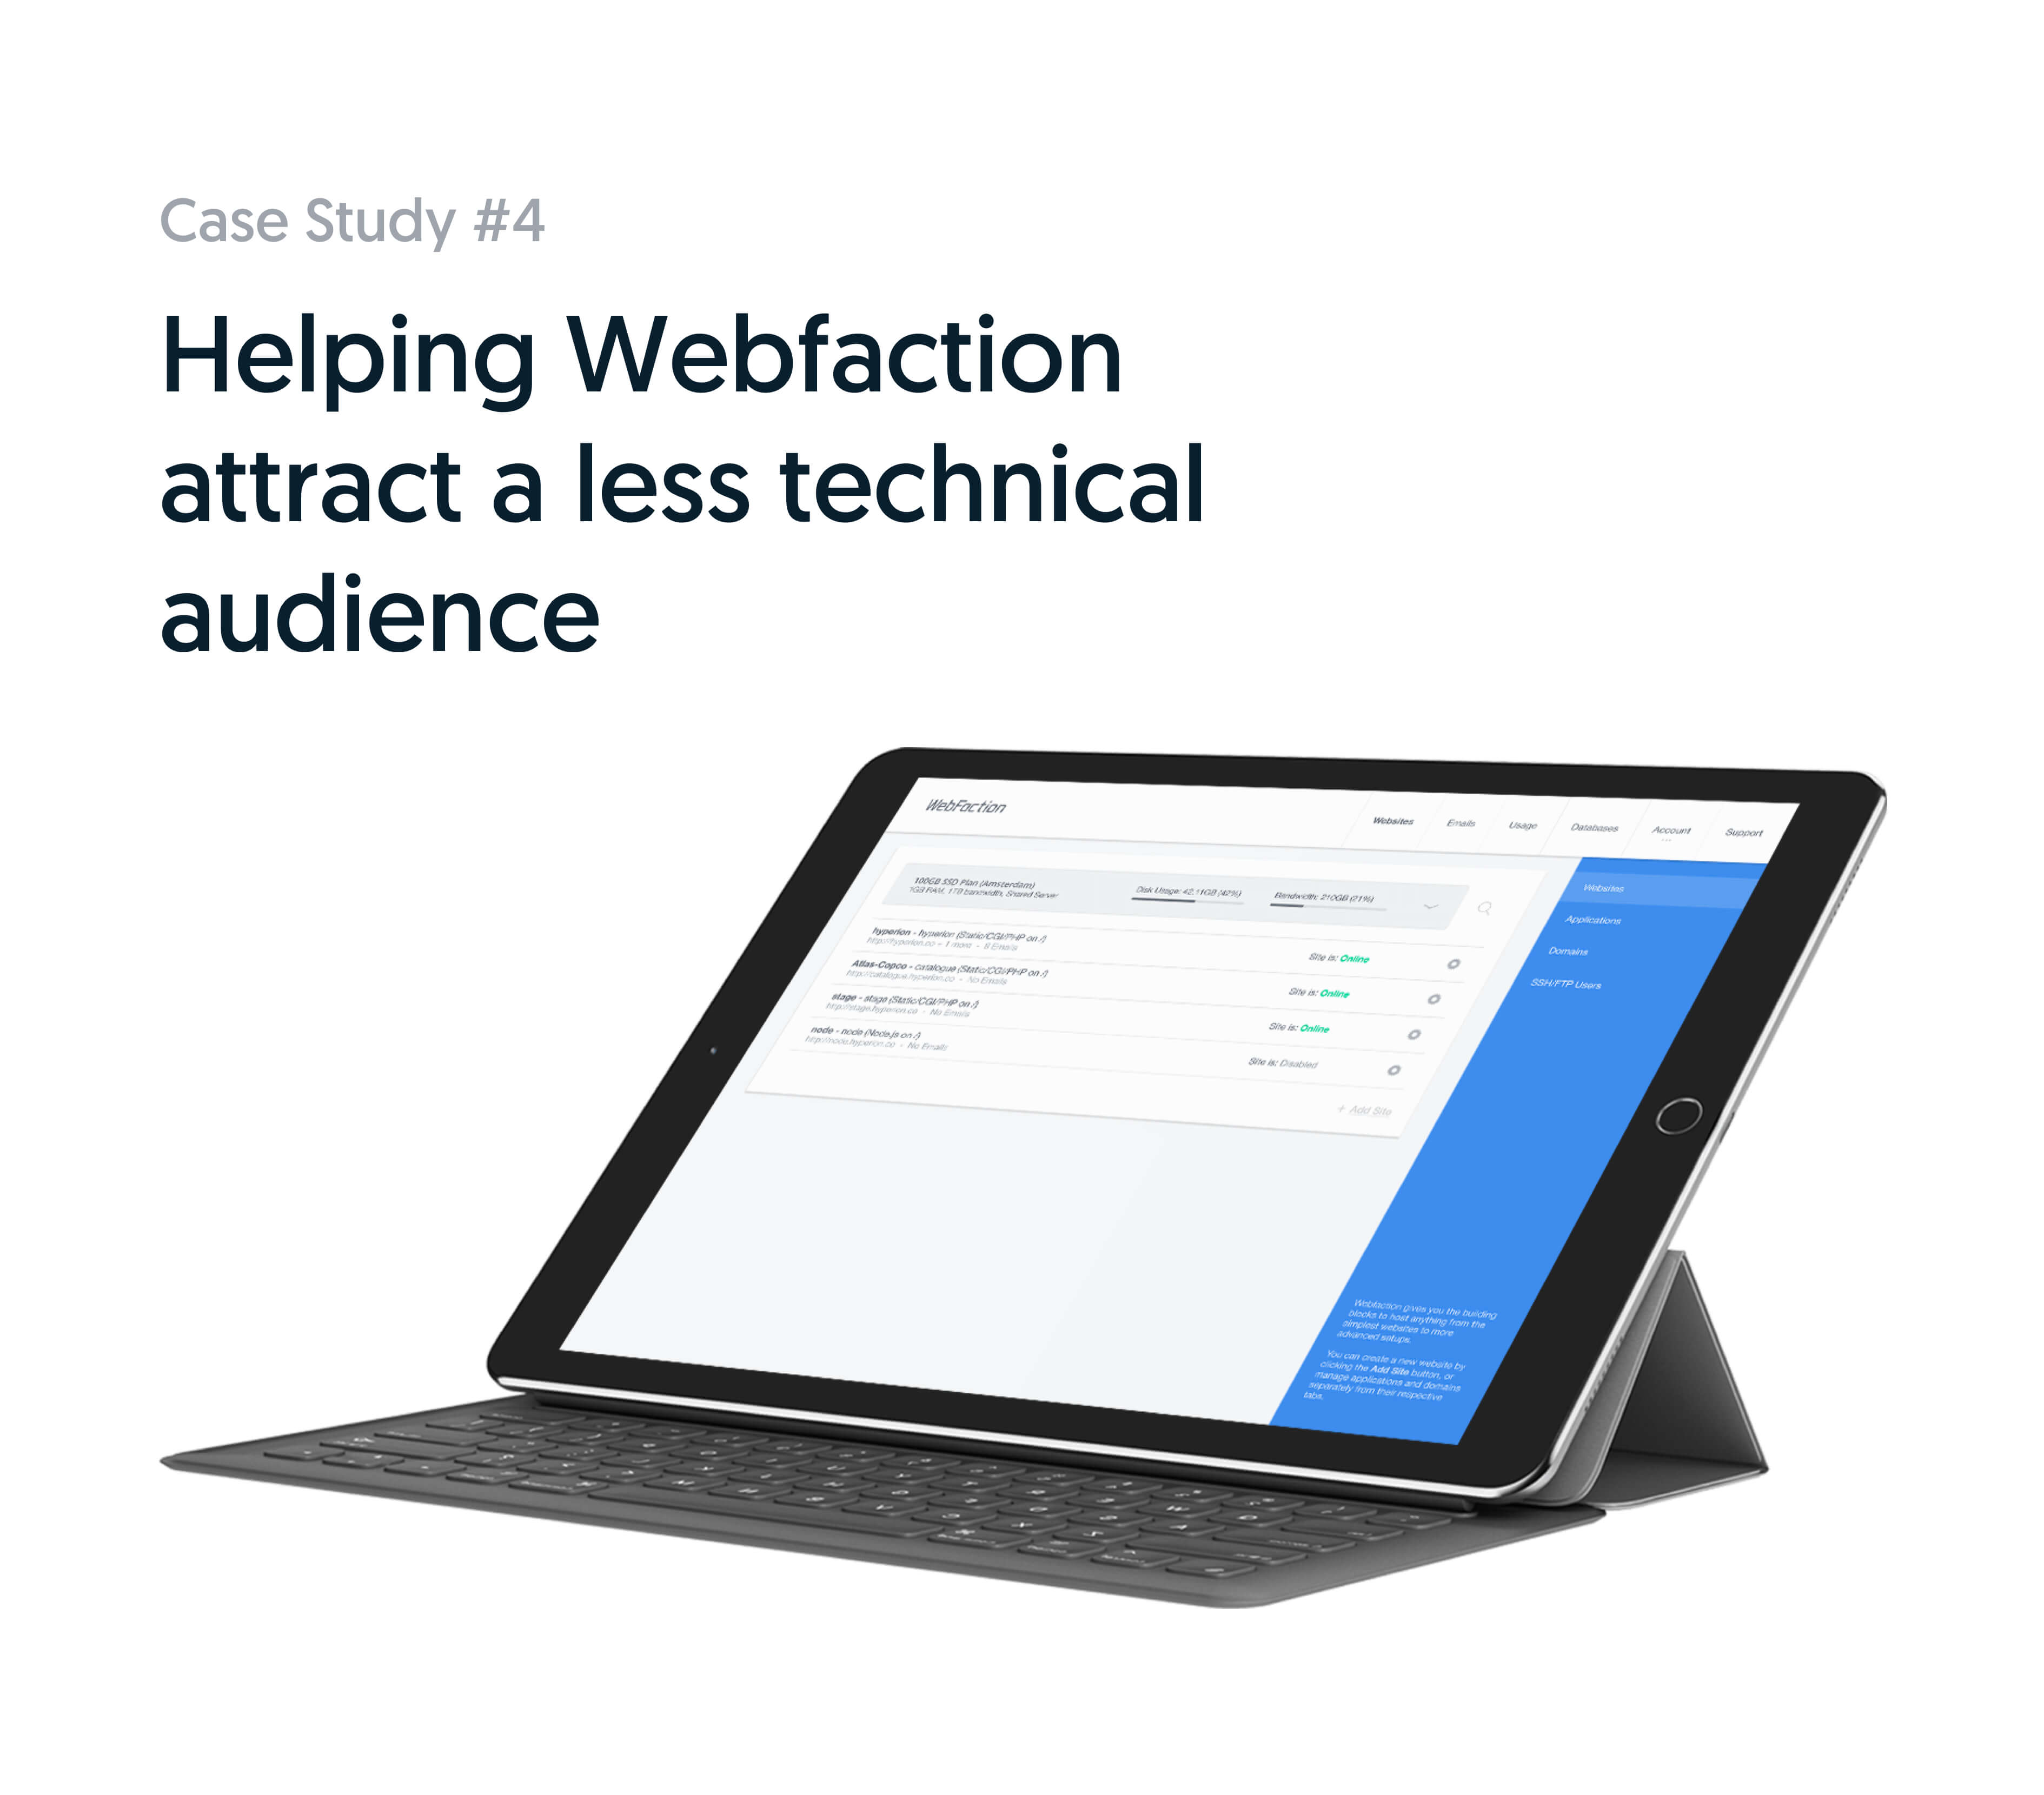 Case Study #4
Helping Webfaction
attract a less technical
audience
WebFaction
Websites Emails Usage Databases Account Support
100GB SSD Plan (Amsterdam)
1GB RAM, 1TB bandwidth, Shared Server
Disk Usage: 42.11GB (42%)
Bandwidth: 210GB (21%)
hyperion - hyperion (Static/CGI/PHP on /)
http://hyperion.co • 1 more • 8 Emails
Site is: Online
Atlas-Copco - catalogue (Static/CGI/PHP on /)
http://catalogue.hyperion.co • No Emails
Site is: Online
stage - stage (Static/CGI/PHP on /)
http://stage.hyperion.co • No Emails
Site is: Online
node - node (Node.js on /)
http://node.hyperion.co • No Emails
Site is: Disabled
+ Add Site
Websites
Applications
Domains
SSH/FTP Users
Webfaction gives you the building
blocks to host anything from the
simplest websites to more
advanced setups.
You can create a new website by
clicking the Add Site button, or
manage applications and domains
separately from their respective
tabs.